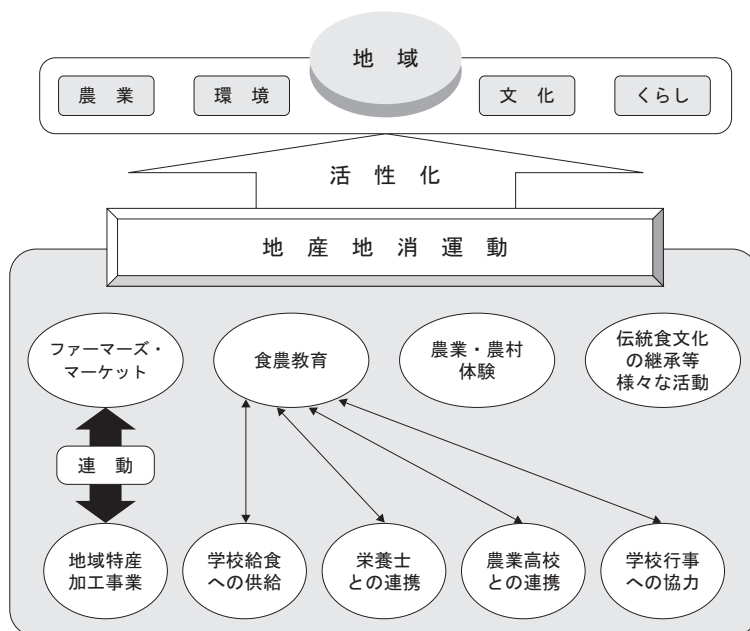 地 域
農 業
環 境
文 化
くらし
活 性 化
地 産 地 消 運 動
ファーマーズ・
マーケット
食農教育
農業・農村
体験
伝統食文化
の継承等
様々な活動
連 動
地域特産
加工事業
学校給食
への供給
栄養士
との連携
農業高校
との連携
学校行事
への協力